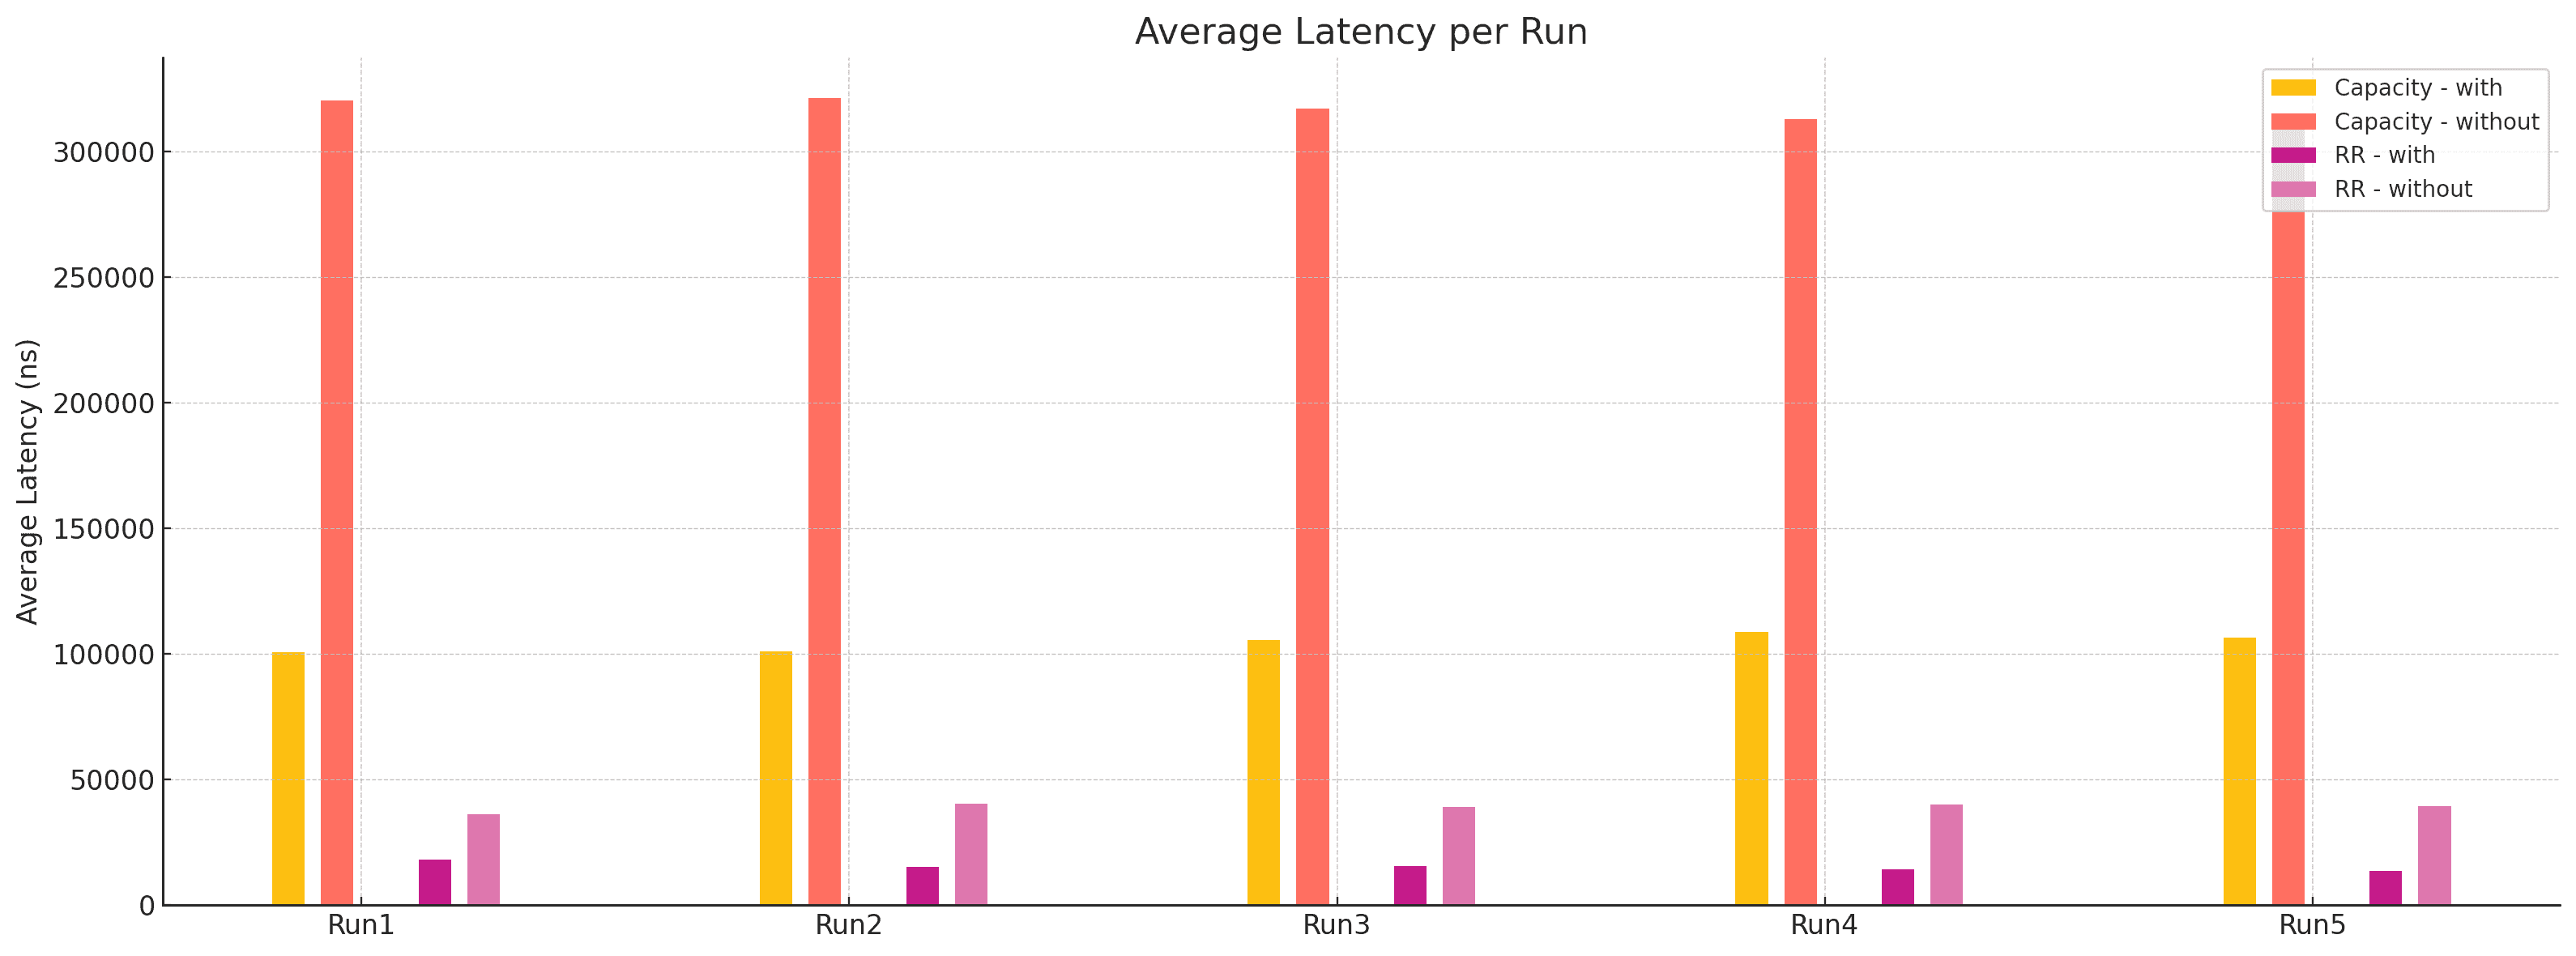 Average Latency per Run
Capacity - with
Capacity - without
RR - with
RR - without
Average Latency (ns)
300000
250000
200000
150000
100000
50000
0
Run1 Run2 Run3 Run4 Run5